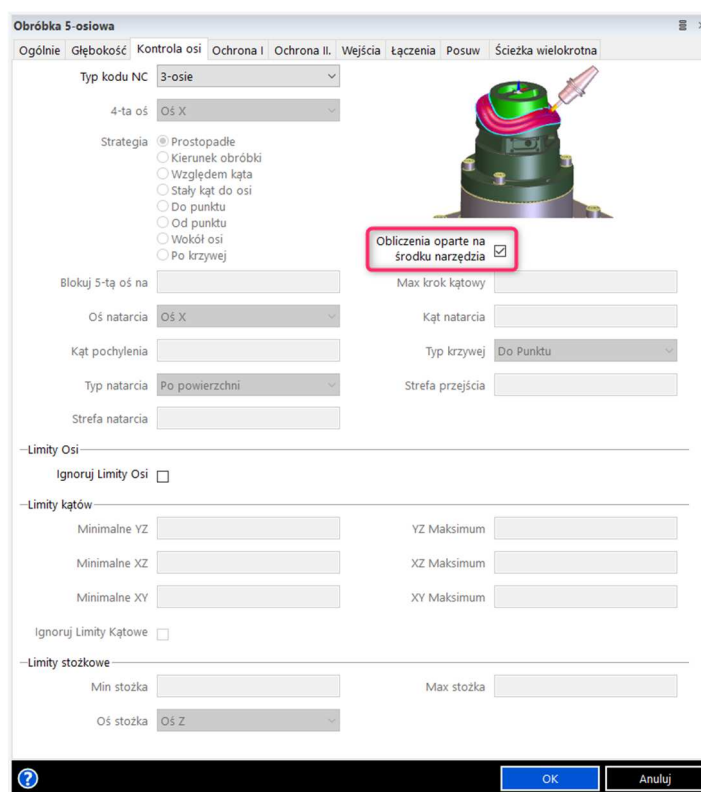 Obróbka 5-osiowa
Ogólnie Głębokość Kontrola osi Ochrona I Ochrona II. Wejścia Łączenia Posuw Ścieżka wielokrotna
Typ kodu NC 3-osie
4-ta oś Oś X
Strategia Prostopadłe
Kierunek obróbki
Względem kąta
Stały kąt do osi
Do punktu
Od punktu
Wokół osi
Po krzywej
Obliczenia oparte na
środku narzędzia
Blokuj 5-tą oś na Max krok kątowy
Oś natarcia Oś X Kąt natarcia
Kąt pochylenia Typ krzywej Do Punktu
Typ natarcia Po powierzchni Strefa przejścia
Strefa natarcia
Limity Osi
Ignoruj Limity Osi
Limity kątów
Minimalne YZ YZ Maksimum
Minimalne XZ XZ Maksimum
Minimalne XY XY Maksimum
Ignoruj Limity Kątowe
Limity stożkowe
Min stożka Max stożka
Oś stożka Oś Z
? OK Anuluj